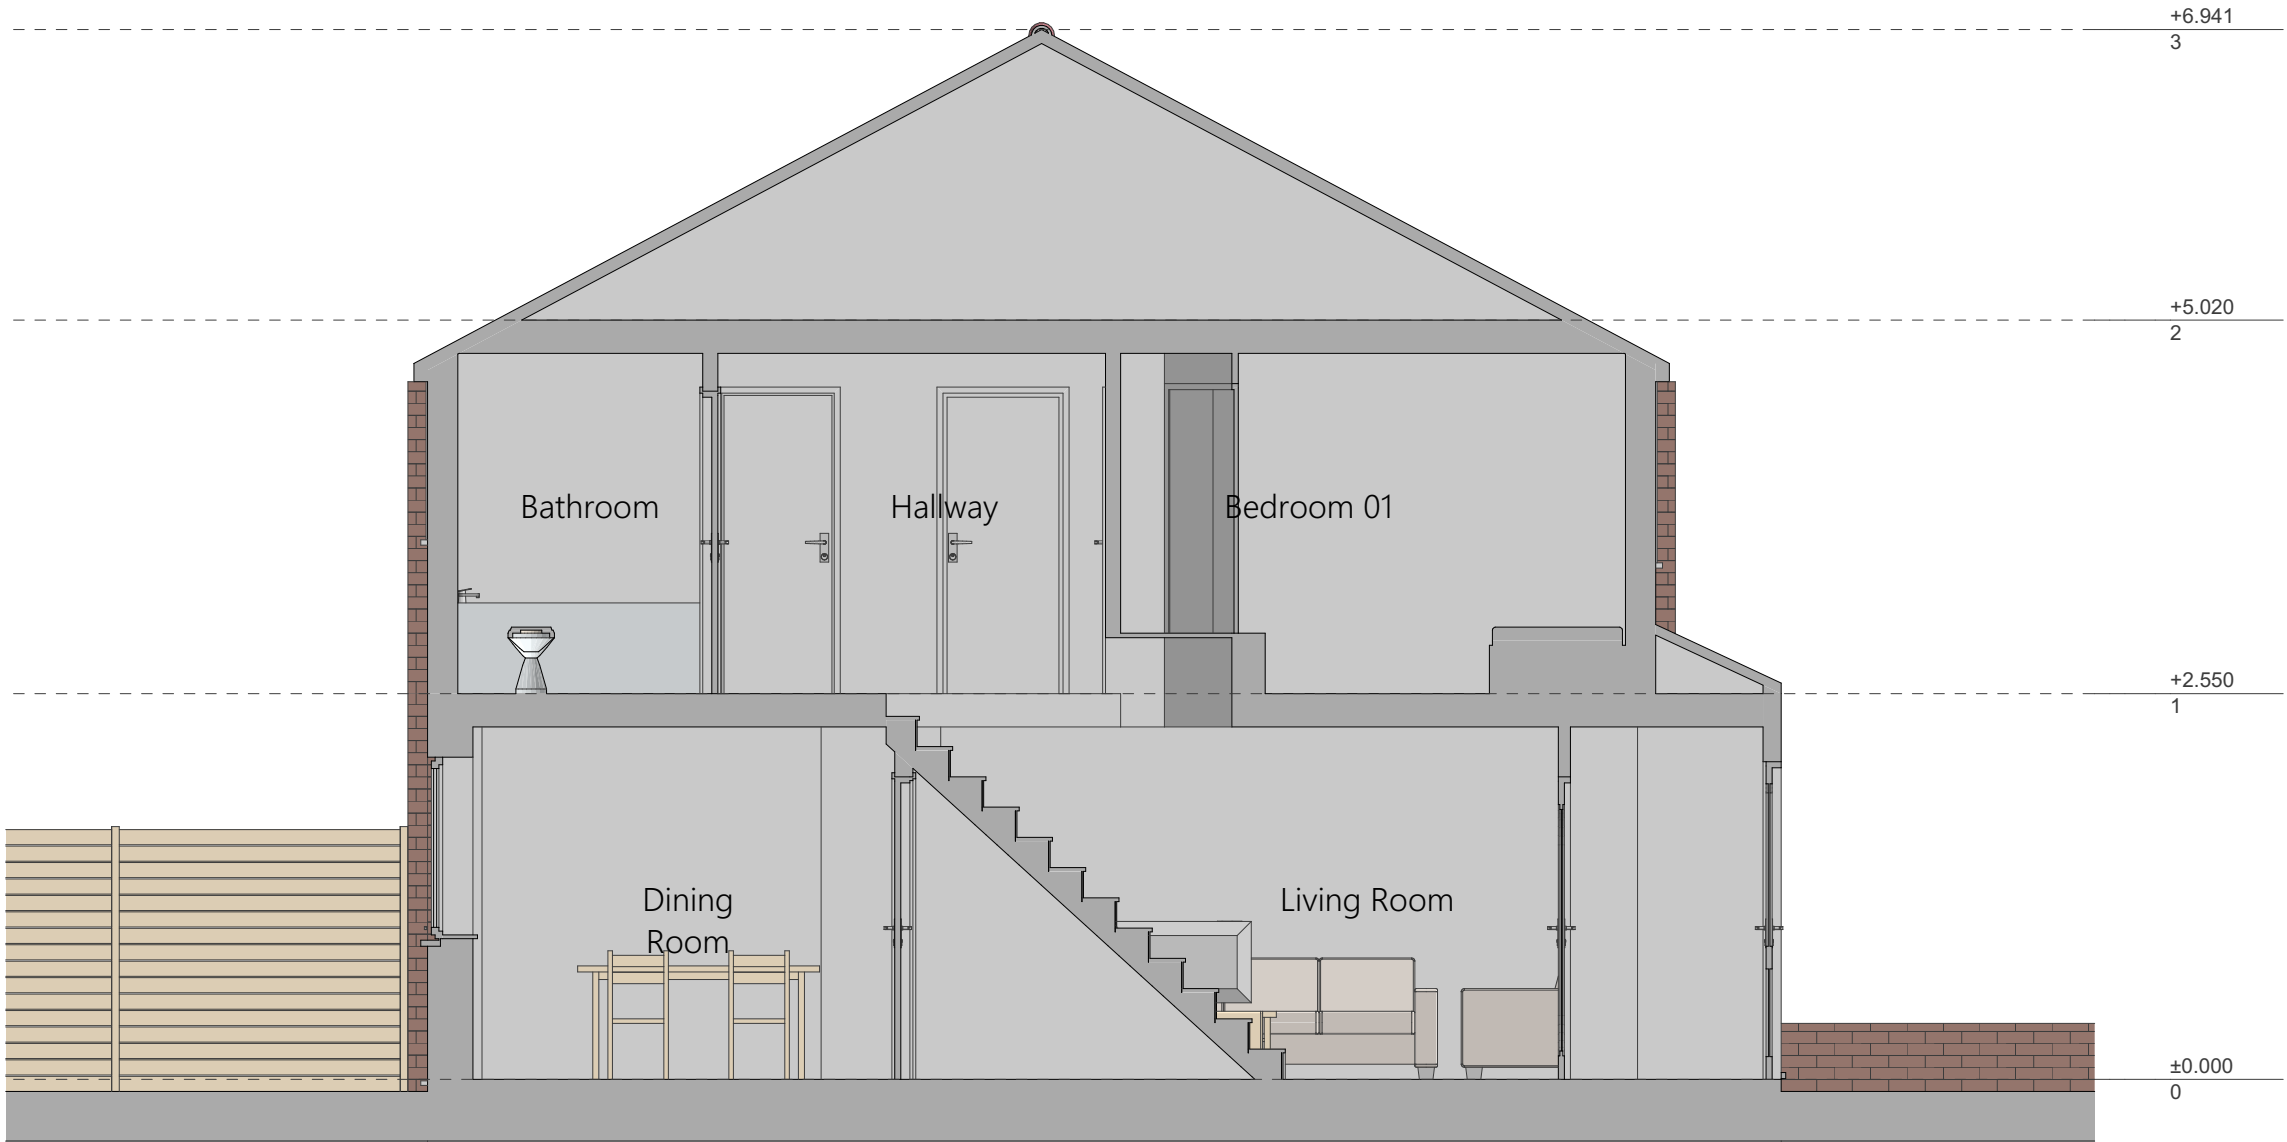 +6.941
3
+5.020
2
Bathroom
Hallway
Bedroom 01
+2.550
1
Dining
Room
Living Room
±0.000
0